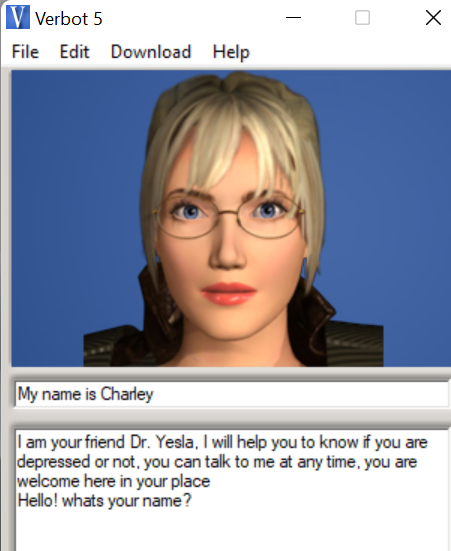 Verbot 5
File Edit Download Help
My name is Charley
I am your friend Dr. Yesla, I will help you to know if you are
depressed or not, you can talk to me at any time, you are
welcome here in your place
Hello! whats your name?